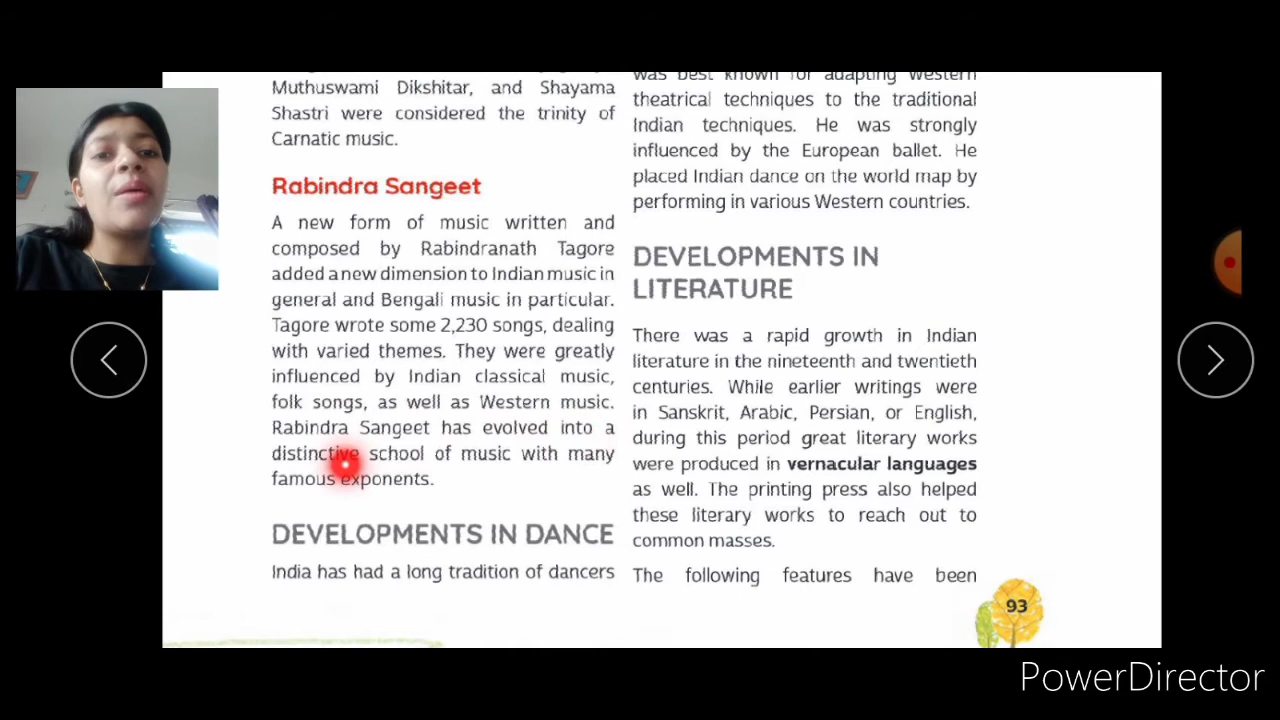 Muthuswami Dikshitar, and Shayama
Shastri were considered the trinity of
Carnatic music.
Rabindra Sangeet
A new form of music written and
composed by Rabindranath Tagore
added a new dimension to Indian music in
general and Bengali music in particular.
Tagore wrote some 2,230 songs, dealing
with varied themes. They were greatly
influenced by Indian classical music,
folk songs, as well as Western music.
Rabindra Sangeet has evolved into a
distinctive school of music with many
famous exponents.
DEVELOPMENTS IN DANCE
India has had a long tradition of dancers
was best known for adapting Western
theatrical techniques to the traditional
Indian techniques. He was strongly
influenced by the European ballet. He
placed Indian dance on the world map by
performing in various Western countries.
DEVELOPMENTS IN
LITERATURE
There was a rapid growth in Indian
literature in the nineteenth and twentieth
centuries. While earlier writings were
in Sanskrit, Arabic, Persian, or English,
during this period great literary works
were produced in vernacular languages
as well. The printing press also helped
these literary works to reach out to
common masses.
The following features have been
93
PowerDirector